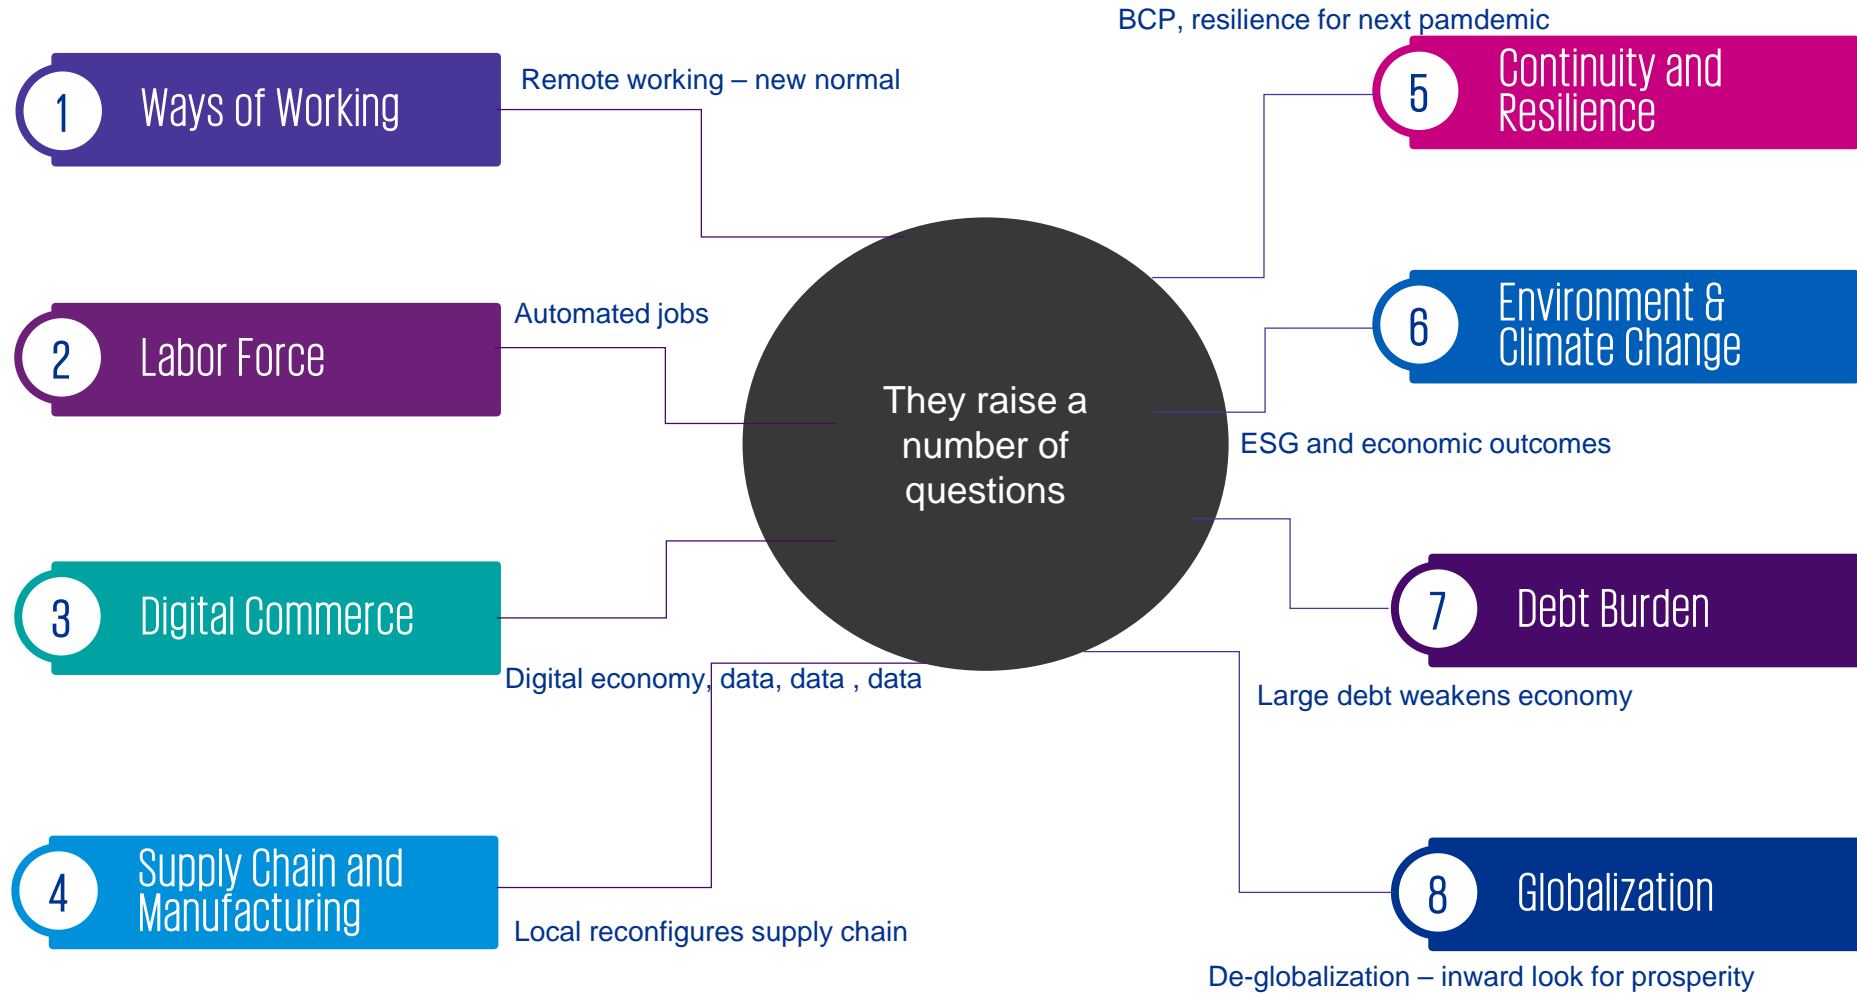 1
Ways of Working
Remote working – new normal
2
Labor Force
Automated jobs
3
Digital Commerce
Digital economy, data, data , data
4
Supply Chain and
Manufacturing
Local reconfigures supply chain
They raise a
number of
questions
BCP, resilience for next pamdemic
5
Continuity and
Resilience
6
Environment &
Climate Change
ESG and economic outcomes
7
Debt Burden
Large debt weakens economy
8
Globalization
De-globalization – inward look for prosperity